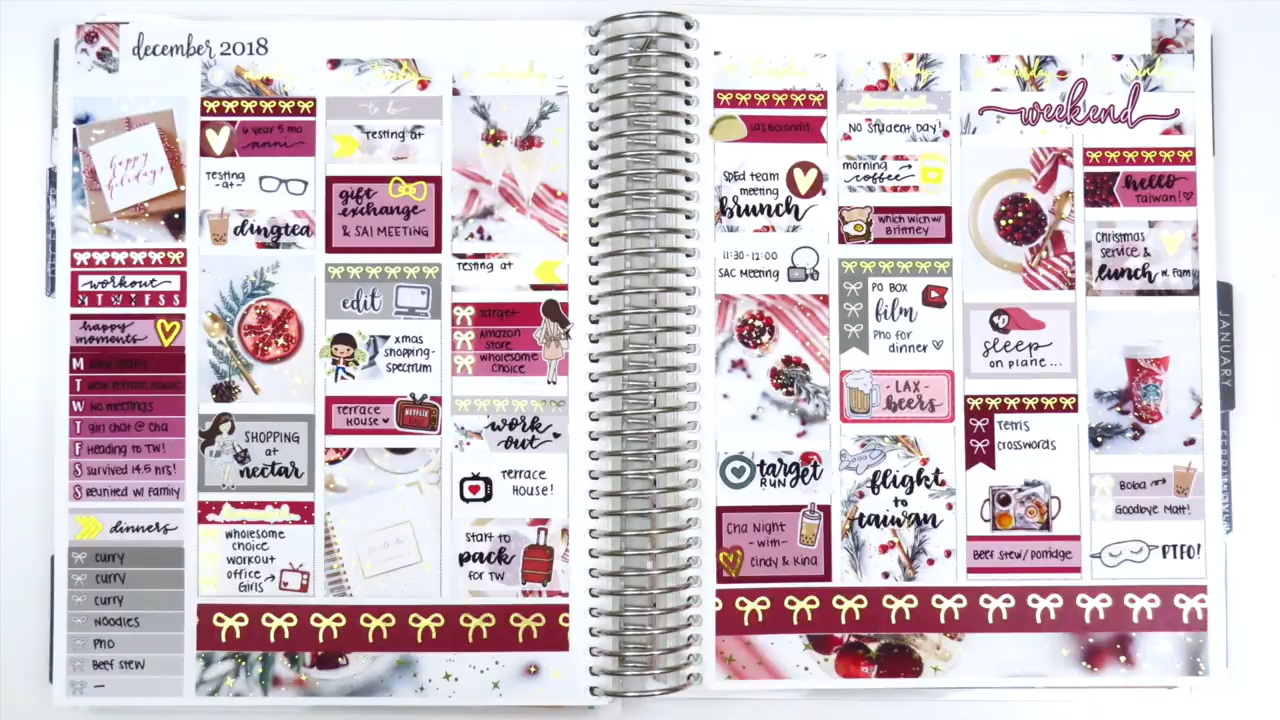 december 2018
happy
holidays
workout
M T W X F S S
happy
moments
M
T
W No meetings
T girl chat @ cha
F Heading to TW!
S survived 14.5 hrs!
S Reunited w/ Family
dinners
curry
curry
curry
Noodles
Pho
Beef stew
—
6 year 5 mo
anni
Testing
-at-
dingtea
SHOPPING
at
nectar
wholesome
choice
workout
office
Girls
to do
Testing at
gift
exchange
& SAI MEETING
edit
xmas
shopping-
spectrum
Terrace
House
NETFLIX
Testing at
Target
Amazon
Store
wholesome
choice
work
out
Terrace
House!
start to
pack
for TW
SpEd team
meeting
brunch
11:30-12:00
SAC Meeting
target
RUN
Cha Night
-with-
Cindy & Kina
friday
No Student Day!
morning
coffee
which wich w/
Brittney
PO BOX
film
Pho for
dinner
-LAX-
beers
flight
to
taiwan
weekend
sleep
on plane...
Tetris
crosswords
Beef stew/porridge
hello
Taiwan!
Christmas
service &
lunch w. Fam
Boba
Goodbye Matt!
PTFO!
JANUARY